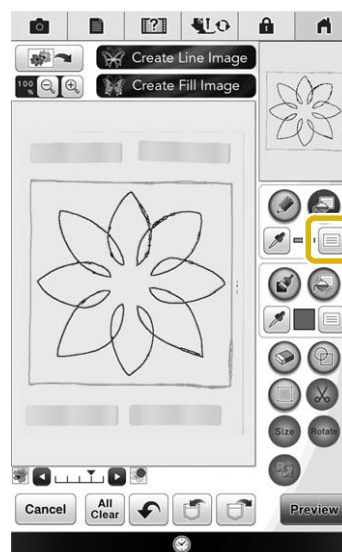 Create Line Image
100
%
Create Fill Image
Size
Rotate
Cancel
All
Clear
Preview